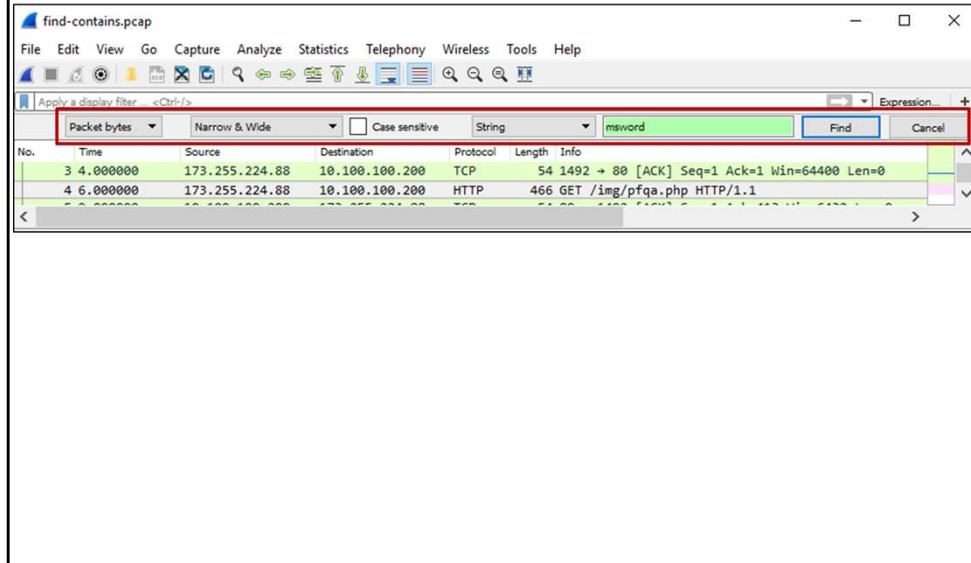 find-contains.pcap
File Edit View Go Capture Analyze Statistics Telephony Wireless Tools Help
Apply a display filter ... <Ctrl-/> Expression... +
Packet bytes Narrow & Wide Case sensitive String msword Find Cancel
No. Time Source Destination Protocol Length Info
3 4.000000 173.255.224.88 10.100.100.200 TCP 54 1492 → 80 [ACK] Seq=1 Ack=1 Win=64400 Len=0
4 6.000000 173.255.224.88 10.100.100.200 HTTP 466 GET /img/pfqa.php HTTP/1.1